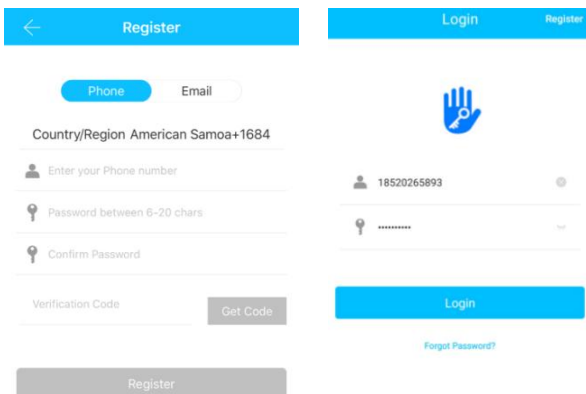 Register
Phone Email
Country/Region American Samoa+1684
Enter your Phone number
Password between 6-20 chars
Confirm Password
Verification Code Get Code
Register
Login Register
18520265893
••••••••••
Login
Forgot Password?